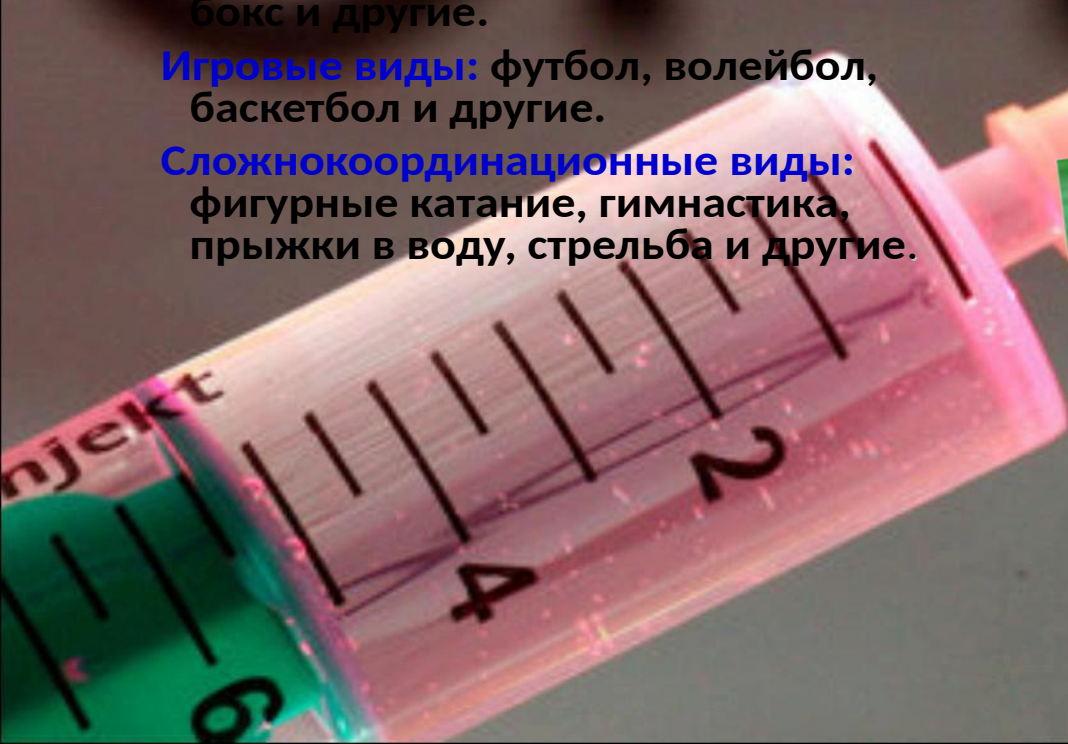 бокс и другие.
Игровые виды: футбол, волейбол,
баскетбол и другие.
Сложнокоординационные виды:
фигурные катание, гимнастика,
прыжки в воду, стрельба и другие.
njekt
2
4
6